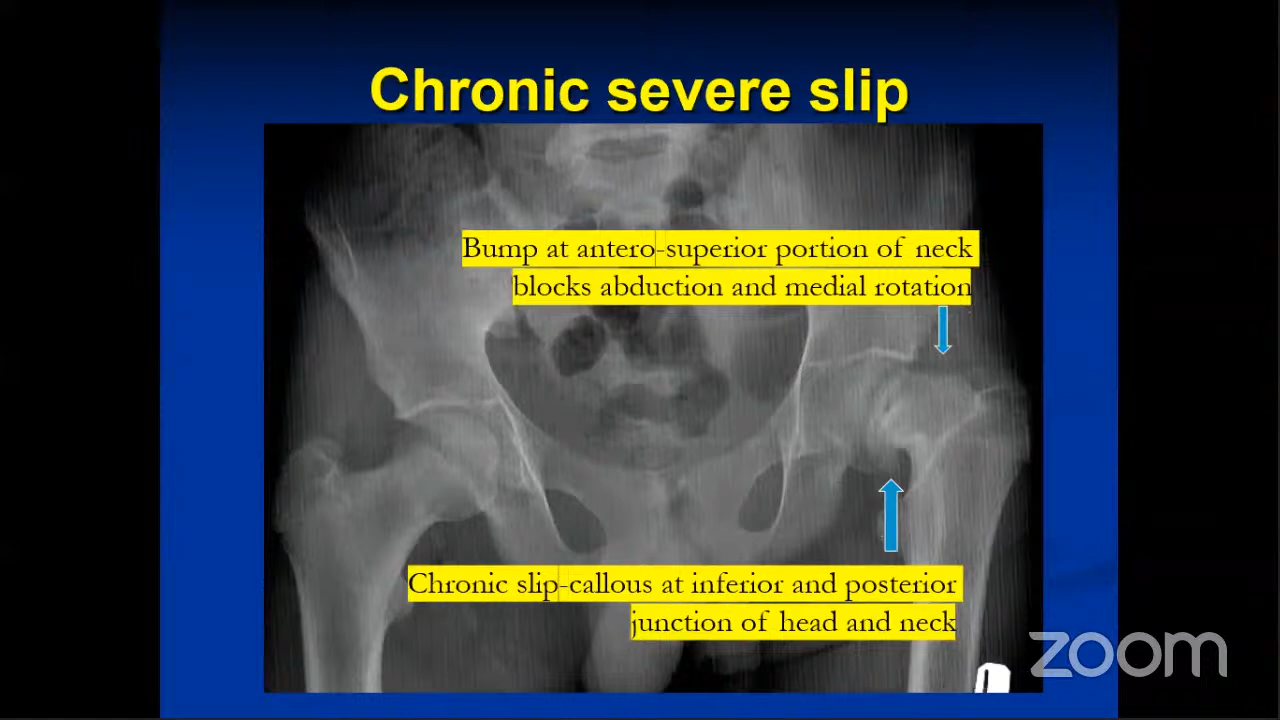 Chronic severe slip
Bump at antero-superior portion of neck
blocks abduction and medial rotation
Chronic slip-callous at inferior and posterior
junction of head and neck
zoom